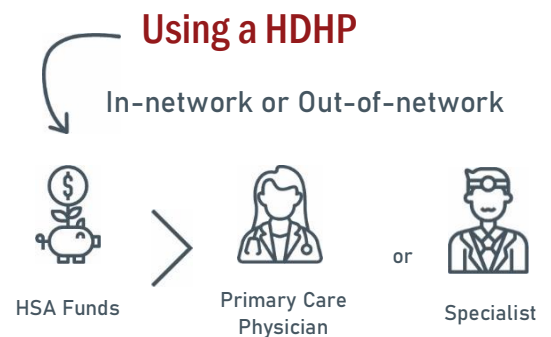 Using a HDHP
In-network or Out-of-network
$
HSA Funds
Primary Care
Physician
or
Specialist